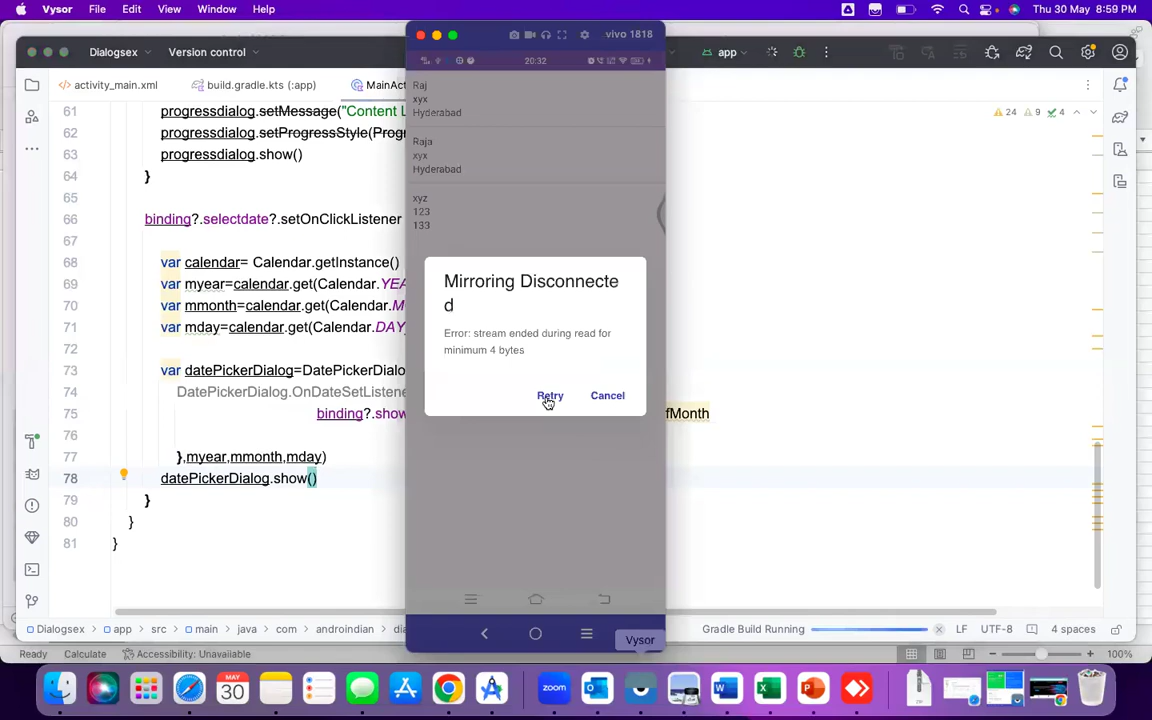 Vysor File Edit View Window Help
Thu 30 May 8:59 PM
vivo 1818
Dialogsex Version control
app
activity_main.xml build.gradle.kts (:app) MainAct
20:32
Raj
xyx
Hyderabad
Raja
xyx
Hyderabad
xyz
123
133
24 9 4
61 progressdialog.setMessage("Content L
62 progressdialog.setProgressStyle(Prog
63 progressdialog.show()
64 }
65
66 binding?.selectdate?.setOnClickListener
67
68 var calendar= Calendar.getInstance()
69 var myear=calendar.get(Calendar.YEA
70 var mmonth=calendar.get(Calendar.M
71 var mday=calendar.get(Calendar.DAY
72
73 var datePickerDialog=DatePickerDialo
74 DatePickerDialog.OnDateSetListene
75 binding?.show
fMonth
76
77 },myear,mmonth,mday)
78 datePickerDialog.show()
79 }
80 }
81 }
Mirroring Disconnecte
d
Error: stream ended during read for
minimum 4 bytes
Retry Cancel
Vysor
Dialogsex app src main java com androidindian
Gradle Build Running LF UTF-8 4 spaces
Ready Calculate Accessibility: Unavailable
100%
MAY
30
zoom